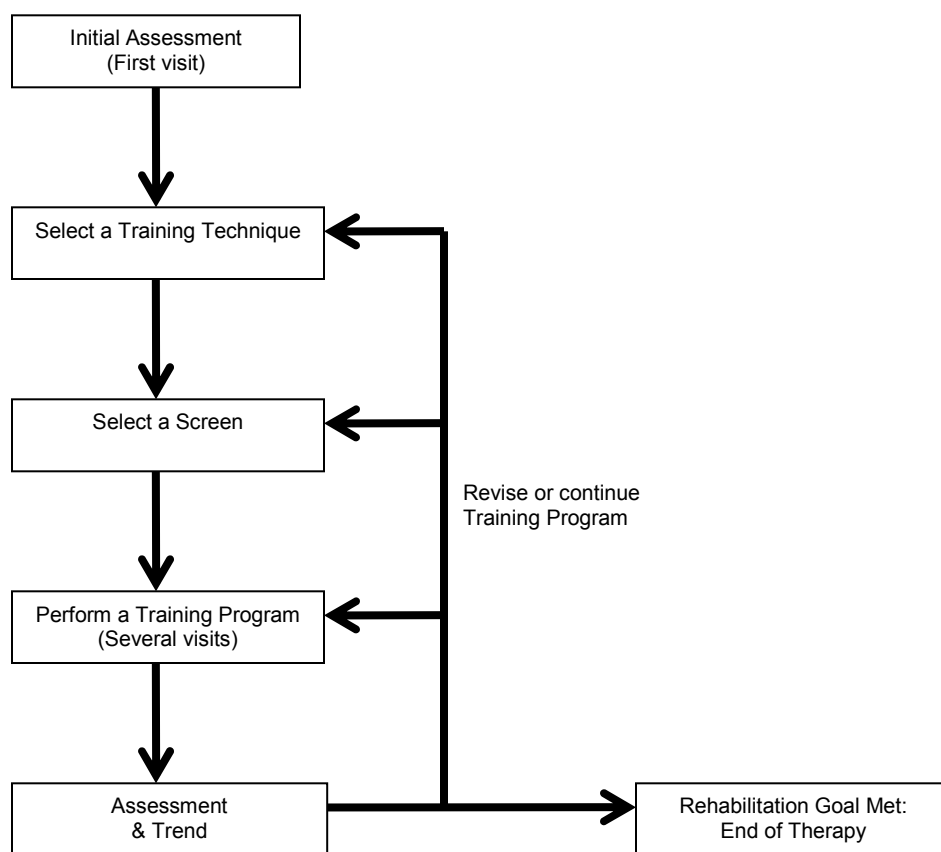 Initial Assessment
(First visit)
Select a Training Technique
Select a Screen
Revise or continue
Training Program
Perform a Training Program
(Several visits)
Assessment
& Trend
Rehabilitation Goal Met:
End of Therapy